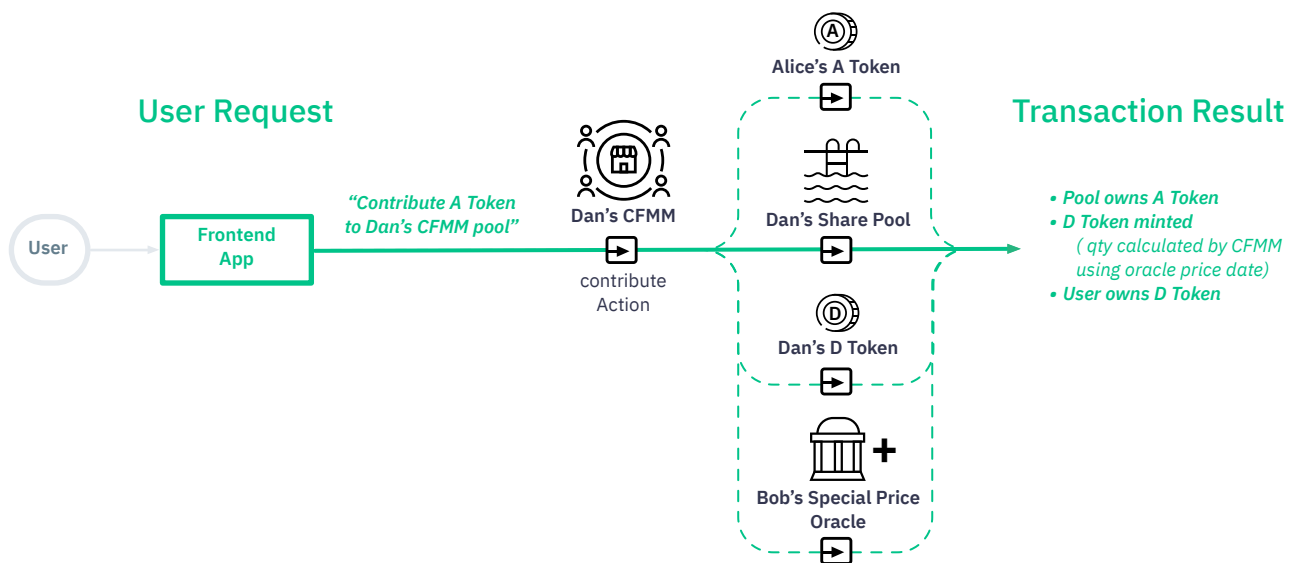 User Request
Transaction Result
User
Frontend
App
“Contribute A Token
to Dan’s CFMM pool”
Dan’s CFMM
contribute
Action
A
Alice’s A Token
Dan’s Share Pool
D
Dan’s D Token
+
Bob’s Special Price
Oracle
• Pool owns A Token
• D Token minted
( qty calculated by CFMM
using oracle price date)
• User owns D Token